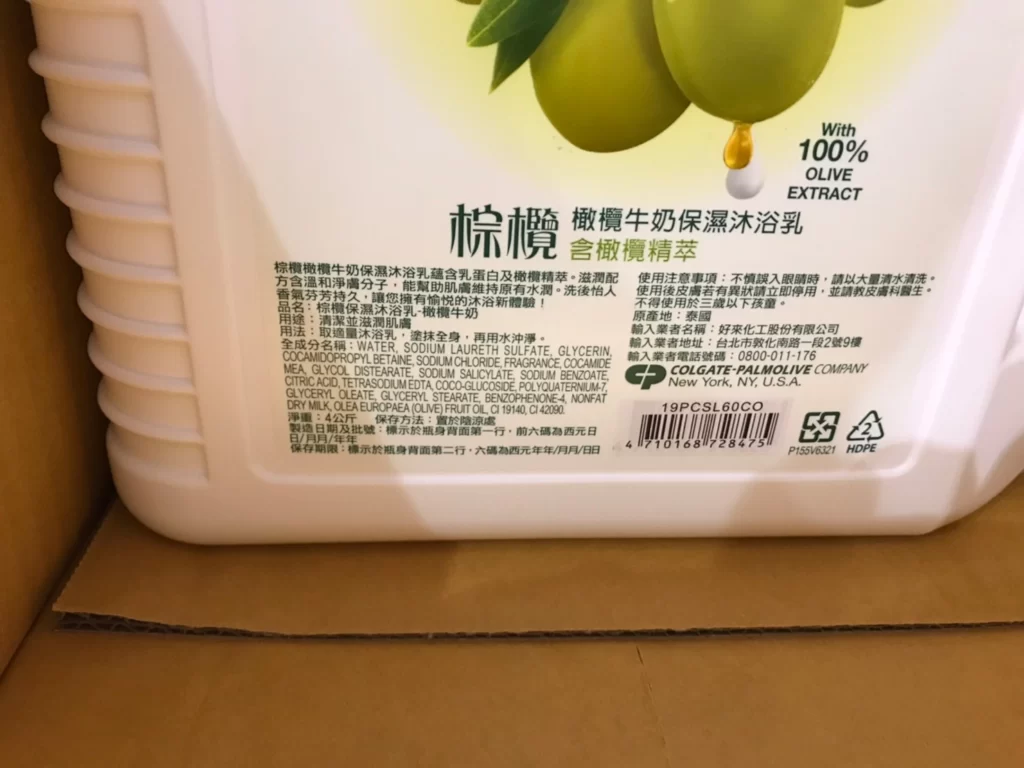 With
100%
OLIVE
EXTRACT
棕欖 橄欖牛奶保濕沐浴乳
含橄欖精萃
棕欖橄欖牛奶保濕沐浴乳蘊含乳蛋白及橄欖精萃。滋潤配
方含溫和淨膚分子，能幫助肌膚維持原有水潤。洗後怡人
香氣芬芳持久，讓您擁有愉悅的沐浴新體驗！
品名：棕欖保濕沐浴乳-橄欖牛奶
用途：清潔並滋潤肌膚
用法：取適量沐浴乳，塗抹全身，再用水沖淨。
全成分名稱：WATER, SODIUM LAURETH SULFATE, GLYCERIN,
COCAMIDOPROPYL BETAINE, SODIUM CHLORIDE, FRAGRANCE, COCAMIDE
MEA, GLYCOL DISTEARATE, SODIUM SALICYLATE, SODIUM BENZOATE,
CITRIC ACID, TETRASODIUM EDTA, COCO-GLUCOSIDE, POLYQUATERNIUM-7,
GLYCERYL OLEATE, GLYCERYL STEARATE, BENZOPHENONE-4, NONFAT
DRY MILK, OLEA EUROPAEA (OLIVE) FRUIT OIL, CI 19140, CI 42090.
淨重：4公斤 保存方法：置於陰涼處
製造日期及批號：標示於瓶身背面第一行，前六碼為西元日
日/月月/年年
保存期限：標示於瓶身背面第二行，六碼為西元年年/月月/日日
使用注意事項：不慎誤入眼睛時，請以大量清水清洗。
使用後皮膚若有異狀請立即停用，並請教皮膚科醫生。
不得使用於三歲以下孩童。
原產地：泰國
輸入業者名稱：好來化工股份有限公司
輸入業者地址：台北市敦化南路一段2號9樓
輸入業者電話號碼：0800-011-176
CP COLGATE-PALMOLIVE COMPANY
New York, NY, U.S.A.
19PCSL60CO
4 710168 728475
P155V6321
2
HDPE